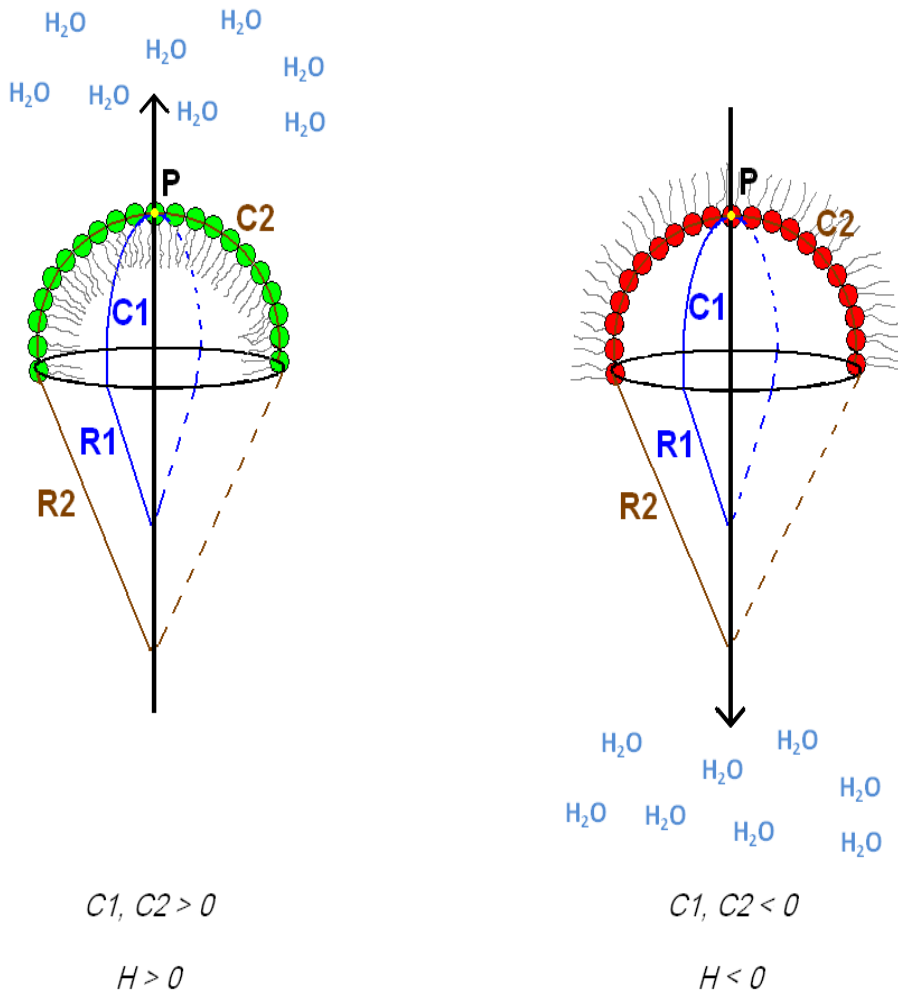 H₂O
H₂O
H₂O
H₂O
H₂O
H₂O
H₂O
H₂O
P
C2
C1
R1
R2
P
C2
C1
R1
R2
H₂O
H₂O
H₂O
H₂O
H₂O
H₂O
H₂O
H₂O
C1, C2 > 0
H > 0
C1, C2 < 0
H < 0